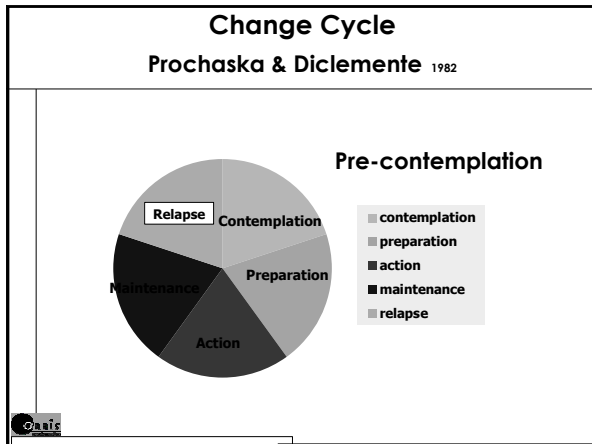 Change Cycle
Prochaska & Diclemente 1982
Pre-contemplation
Relapse
Contemplation
Preparation
Maintenance
Action
contemplation
preparation
action
maintenance
relapse